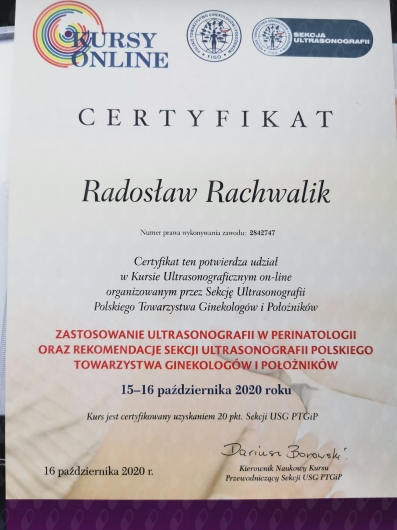 KURSY
ONLINE
SEKCJA
ULTRASONOGRAFII
CERTYFIKAT
Radosław Rachwalik
Numer prawa wykonywania zawodu: 2842747
Certyfikat ten potwierdza udział
w Kursie Ultrasonograficznym on-line
organizowanym przez Sekcję Ultrasonografii
Polskiego Towarzystwa Ginekologów i Położników
ZASTOSOWANIE ULTRASONOGRAFII W PERINATOLOGII
ORAZ REKOMENDACJE SEKCJI ULTRASONOGRAFII POLSKIEGO
TOWARZYSTWA GINEKOLOGÓW I POŁOŻNIKÓW
15–16 października 2020 roku
Kurs jest certyfikowany uzyskaniem 20 pkt. Sekcji USG PTGiP
Dariusz Borowski
16 października 2020 r.
Kierownik Naukowy Kursu
Przewodniczący Sekcji USG PTGiP